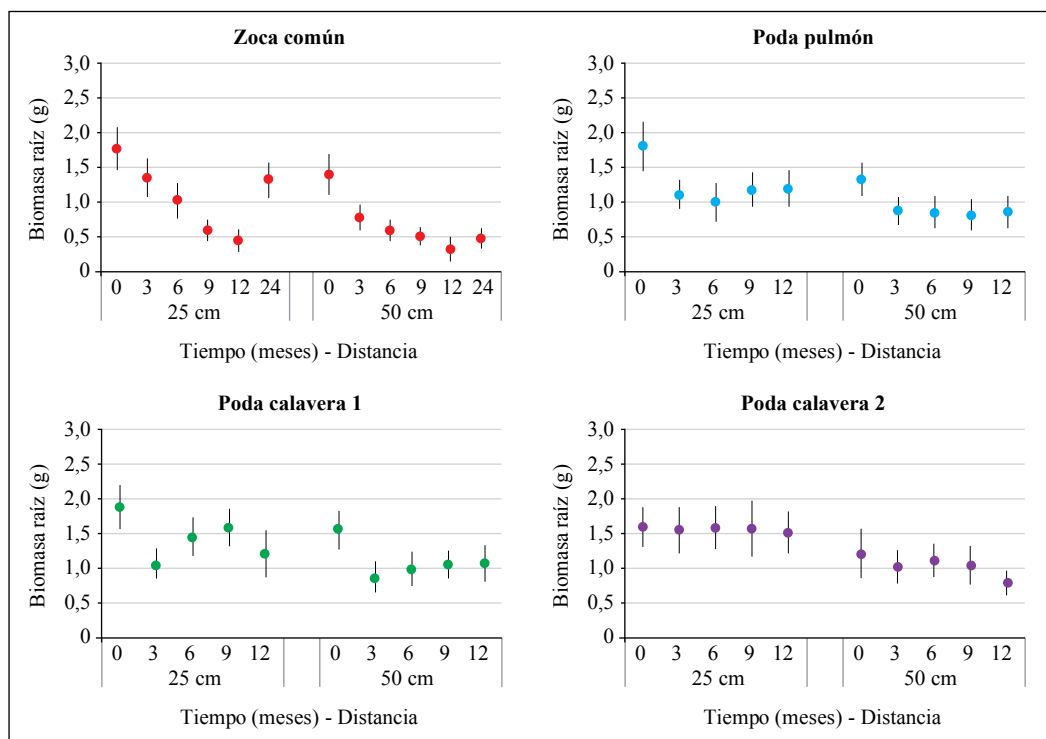 Zoca común
3,0
2,5
2,0
1,5
1,0
0,5
0
Biomasa raíz (g)
0 3 6 9 12 24 0 3 6 9 12 24
25 cm 50 cm
Tiempo (meses) - Distancia
Poda pulmón
3,0
2,5
2,0
1,5
1,0
0,5
0
Biomasa raíz (g)
0 3 6 9 12 0 3 6 9 12
25 cm 50 cm
Tiempo (meses) - Distancia
Poda calavera 1
3,0
2,5
2,0
1,5
1,0
0,5
0
Biomasa raíz (g)
0 3 6 9 12 0 3 6 9 12
25 cm 50 cm
Tiempo (meses) - Distancia
Poda calavera 2
3,0
2,5
2,0
1,5
1,0
0,5
0
Biomasa raíz (g)
0 3 6 9 12 0 3 6 9 12
25 cm 50 cm
Tiempo (meses) - Distancia